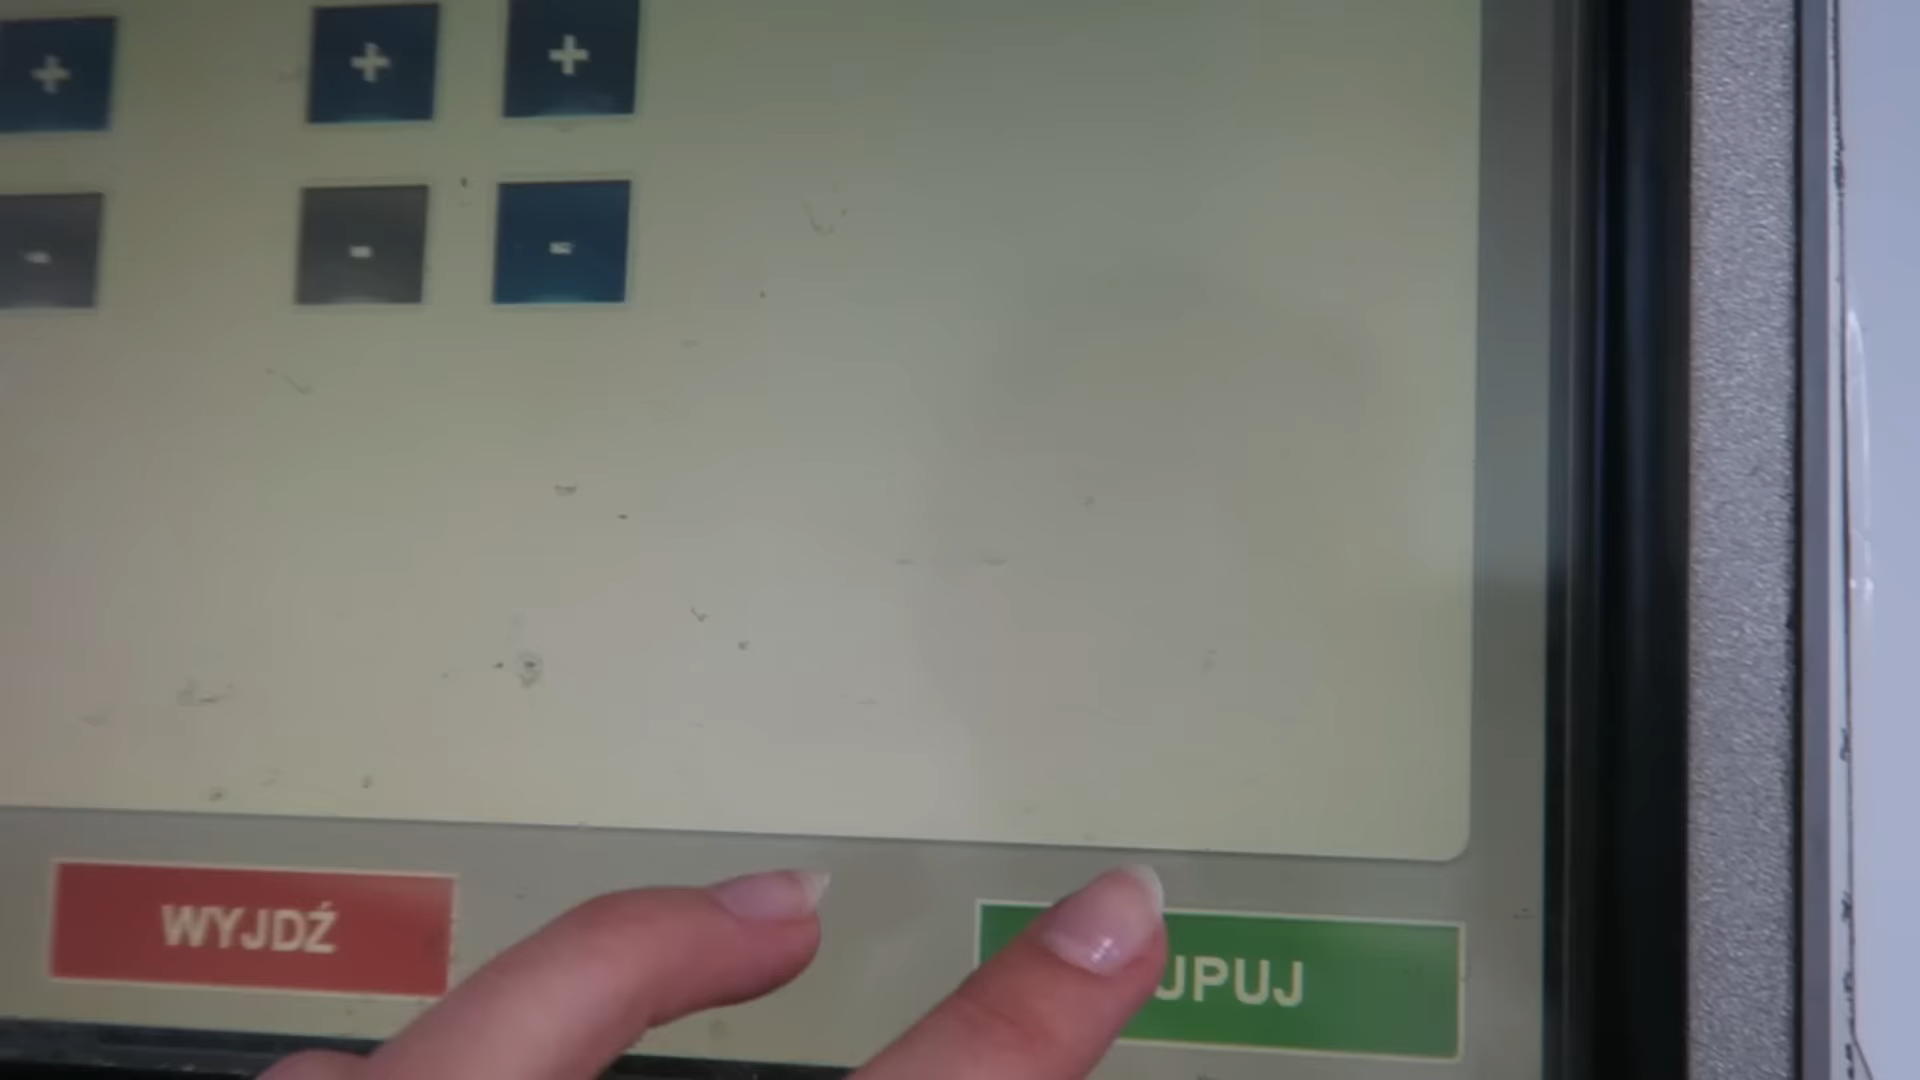 + + +
- - -
WYJDŹ
UPUJ